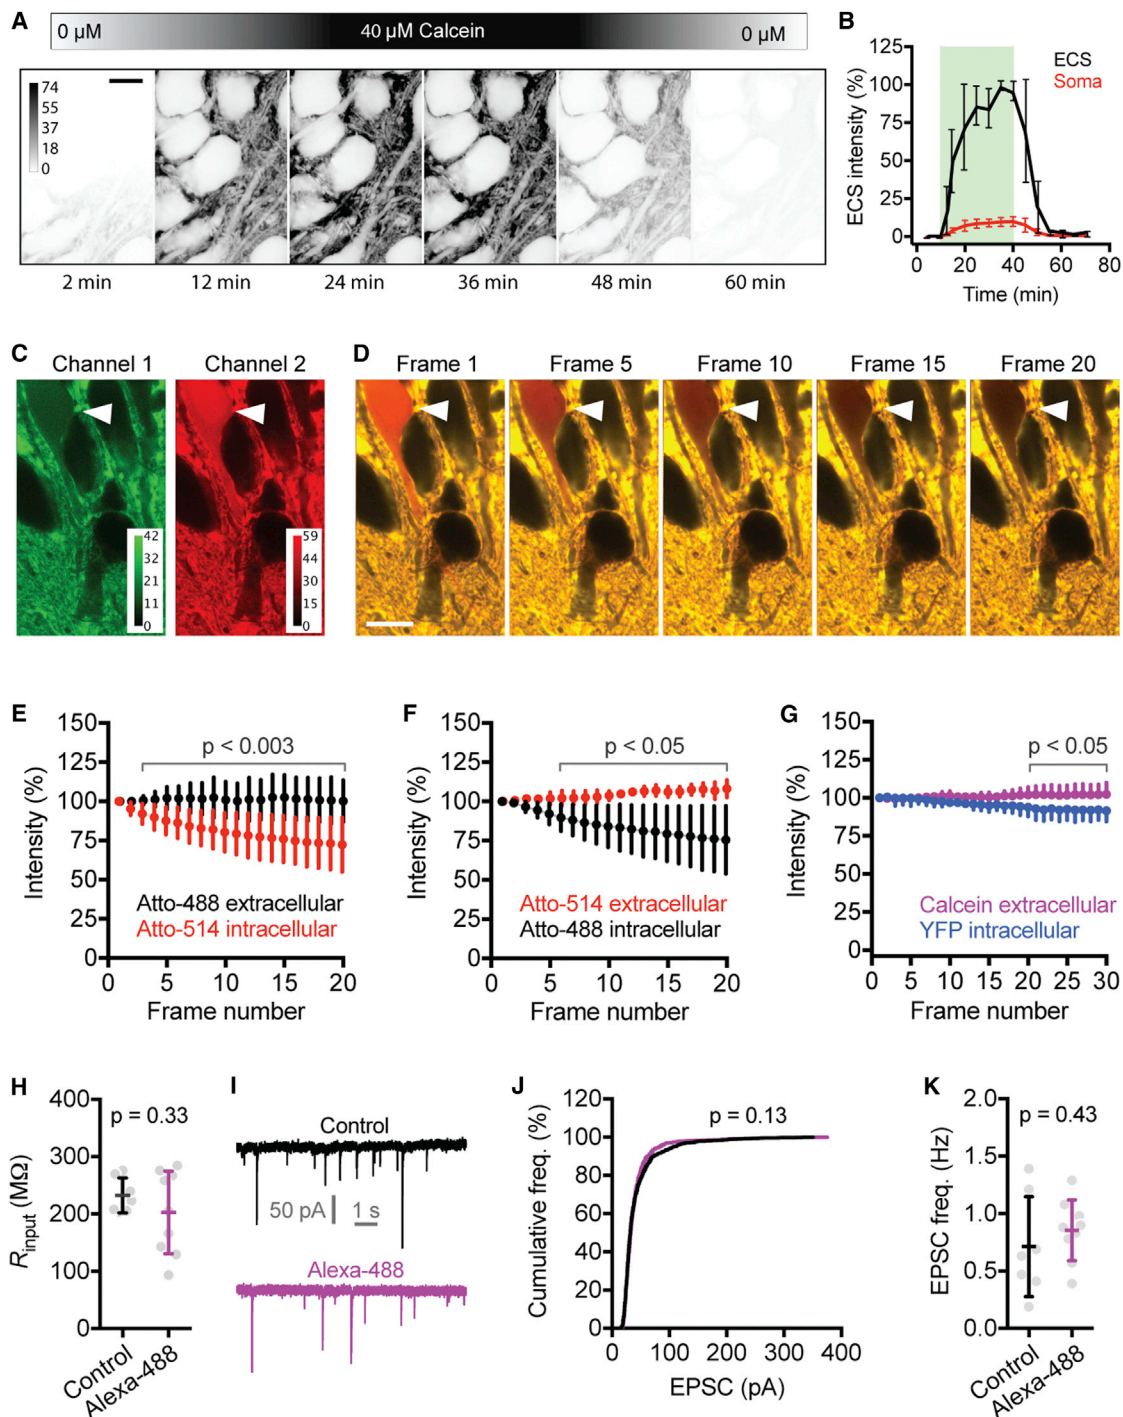 A
0 µM 40 µM Calcein 0 µM
74
55
37
18
0
2 min 12 min 24 min 36 min 48 min 60 min
B
ECS intensity (%)
125
100
75
50
25
0
ECS
Soma
0 20 40 60 80
Time (min)
C
Channel 1 Channel 2
42
32
21
11
0
59
44
30
15
0
D
Frame 1 Frame 5 Frame 10 Frame 15 Frame 20
E
Intensity (%)
150
125
100
75
50
25
0
p < 0.003
Atto-488 extracellular
Atto-514 intracellular
0 5 10 15 20
Frame number
F
Intensity (%)
150
125
100
75
50
25
0
p < 0.05
Atto-514 extracellular
Atto-488 intracellular
0 5 10 15 20
Frame number
G
Intensity (%)
150
125
100
75
50
25
0
p < 0.05
Calcein extracellular
YFP intracellular
0 5 10 15 20 25 30
Frame number
H
Rinput (MΩ)
400
300
200
100
0
p = 0.33
Control
Alexa-488
I
Control
50 pA 1 s
Alexa-488
J
Cumulative freq. (%)
120
100
80
60
40
20
0
p = 0.13
0 100 200 300 400
EPSC (pA)
K
EPSC freq. (Hz)
2.0
1.5
1.0
0.5
0.0
p = 0.43
Control
Alexa-488